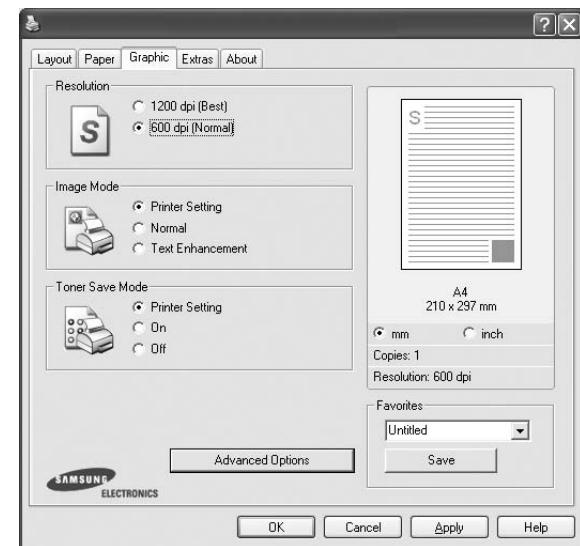 Layout Paper Graphic Extras About
Resolution
1200 dpi (Best)
600 dpi (Normal)
S
Image Mode
Printer Setting
Normal
Text Enhancement
Toner Save Mode
Printer Setting
On
Off
Advanced Options
SAMSUNG
ELECTRONICS
S
A4
210 x 297 mm
mm inch
Copies: 1
Resolution: 600 dpi
Favorites
Untitled
Save
OK Cancel Apply Help